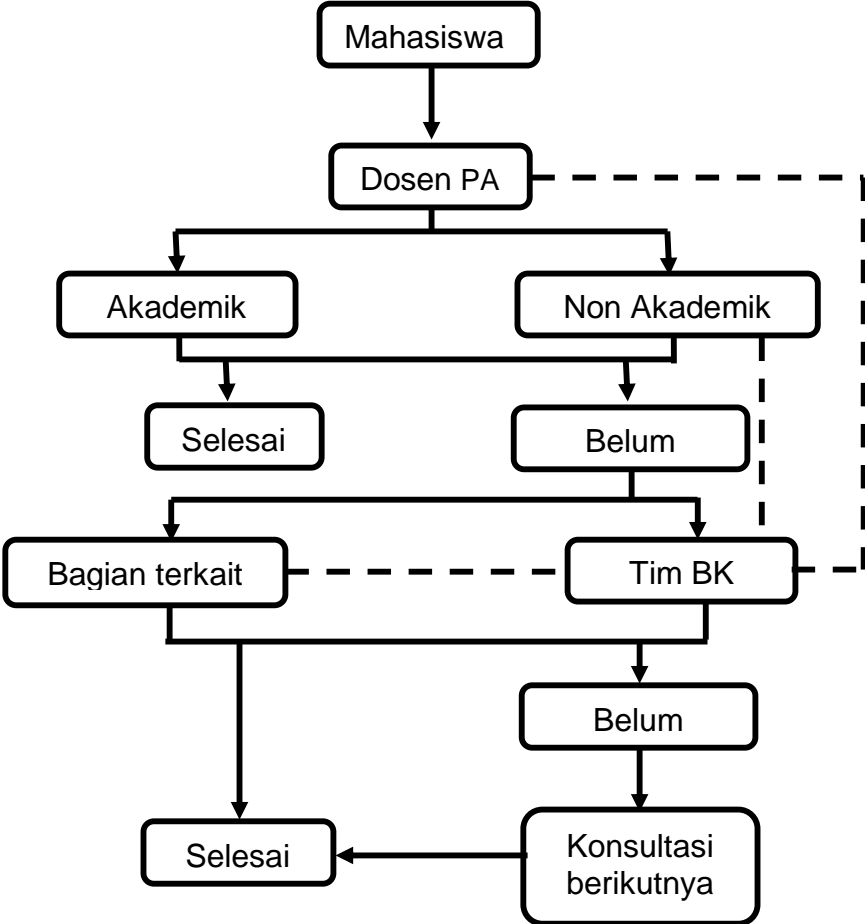 Mahasiswa
Dosen PA
Akademik
Non Akademik
Selesai
Belum
Bagian terkait
Tim BK
Belum
Selesai
Konsultasi
berikutnya